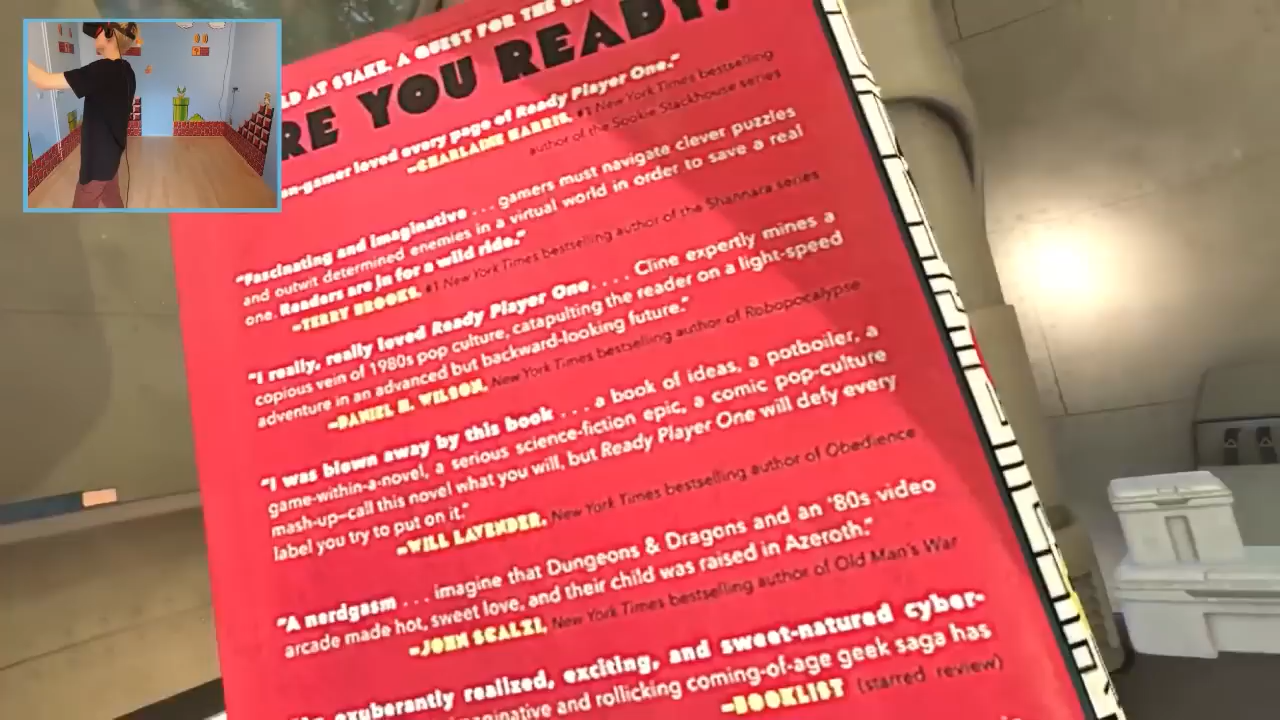 LD AT STAKE. A QUEST FOR THE
RE YOU READY?
on-gamer loved every page of Ready Player One."
–CHARLAINE HARRIS, #1 New York Times bestselling
author of the Sookie Stackhouse series
"Fascinating and imaginative . . . gamers must navigate clever puzzles
and outwit determined enemies in a virtual world in order to save a real
one. Readers are in for a wild ride."
–TERRY BROOKS, #1 New York Times bestselling author of the Shannara series
"I really, really loved Ready Player One. . . . Cline expertly mines a
copious vein of 1980s pop culture, catapulting the reader on a light-speed
adventure in an advanced but backward-looking future."
–DANIEL H. WILSON, New York Times bestselling author of Robopocalypse
"I was blown away by this book . . . a book of ideas, a potboiler, a
game-within-a-novel, a serious science-fiction epic, a comic pop-culture
mash-up–call this novel what you will, but Ready Player One will defy every
label you try to put on it."
–WILL LAVENDER, New York Times bestselling author of Obedience
"A nerdgasm . . . imagine that Dungeons & Dragons and an '80s video
arcade made hot, sweet love, and their child was raised in Azeroth."
–JOHN SCALZI, New York Times bestselling author of Old Man's War
exuberantly realized, exciting, and sweet-natured cyber-
maginative and rollicking coming-of-age geek saga has
–BOOKLIST (starred review)